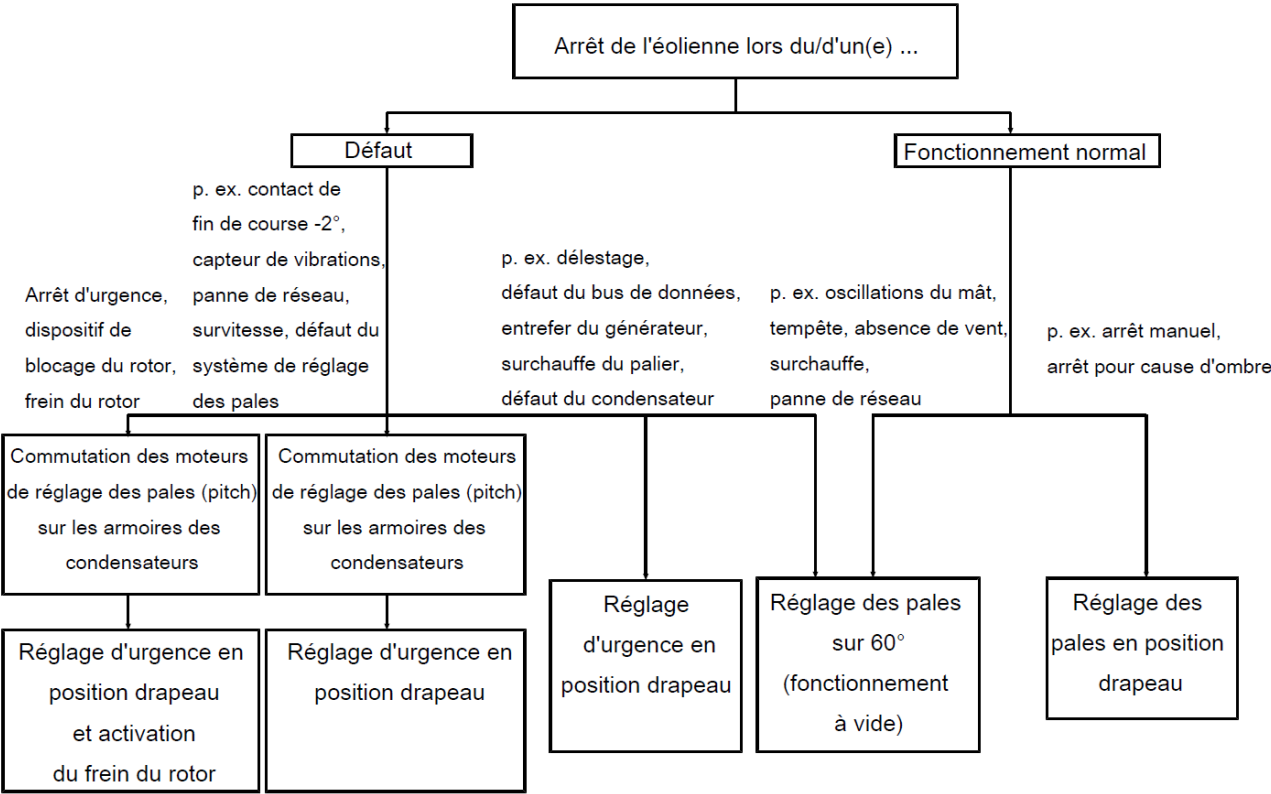 Arrêt de l'éolienne lors du/d'un(e) ...
Défaut
Fonctionnement normal
Arrêt d'urgence,
dispositif de
blocage du rotor,
frein du rotor
p. ex. contact de
fin de course -2°,
capteur de vibrations,
panne de réseau,
survitesse, défaut du
système de réglage
des pales
p. ex. délestage,
défaut du bus de données,
entrefer du générateur,
surchauffe du palier,
défaut du condensateur
p. ex. oscillations du mât,
tempête, absence de vent,
surchauffe,
panne de réseau
p. ex. arrêt manuel,
arrêt pour cause d'ombre
Commutation des moteurs
de réglage des pales (pitch)
sur les armoires des
condensateurs
Commutation des moteurs
de réglage des pales (pitch)
sur les armoires des
condensateurs
Réglage d'urgence en
position drapeau
et activation
du frein du rotor
Réglage d'urgence en
position drapeau
Réglage
d'urgence en
position drapeau
Réglage des pales
sur 60°
(fonctionnement
à vide)
Réglage des
pales en position
drapeau